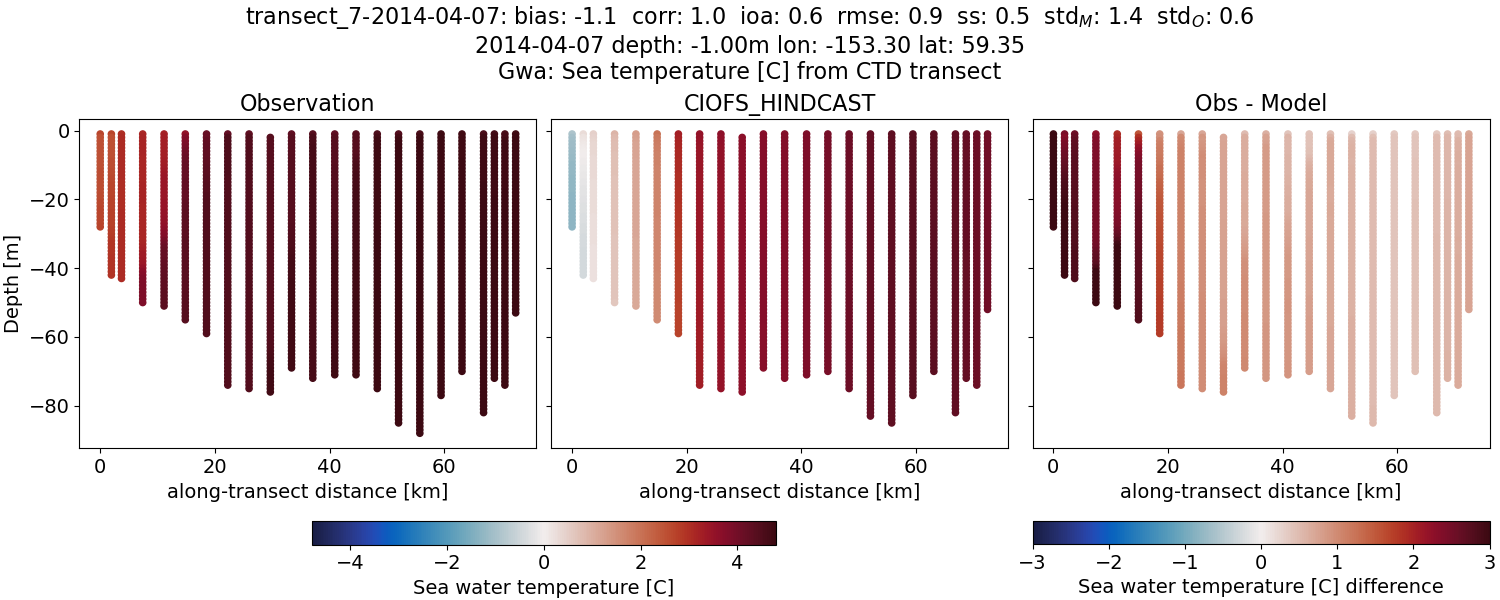 transect_7-2014-04-07: bias: -1.1  corr: 1.0  ioa: 0.6  rmse: 0.9  ss: 0.5  std_M: 1.4  std_O: 0.6
2014-04-07 depth: -1.00m lon: -153.30 lat: 59.35
Gwa: Sea temperature [C] from CTD transect
Observation
CIOFS_HINDCAST
Obs - Model
Depth [m]
0
−20
−40
−60
−80
0 20 40 60
0 20 40 60
0 20 40 60
along-transect distance [km]
along-transect distance [km]
along-transect distance [km]
−4 −2 0 2 4
Sea water temperature [C]
−3 −2 −1 0 1 2 3
Sea water temperature [C] difference